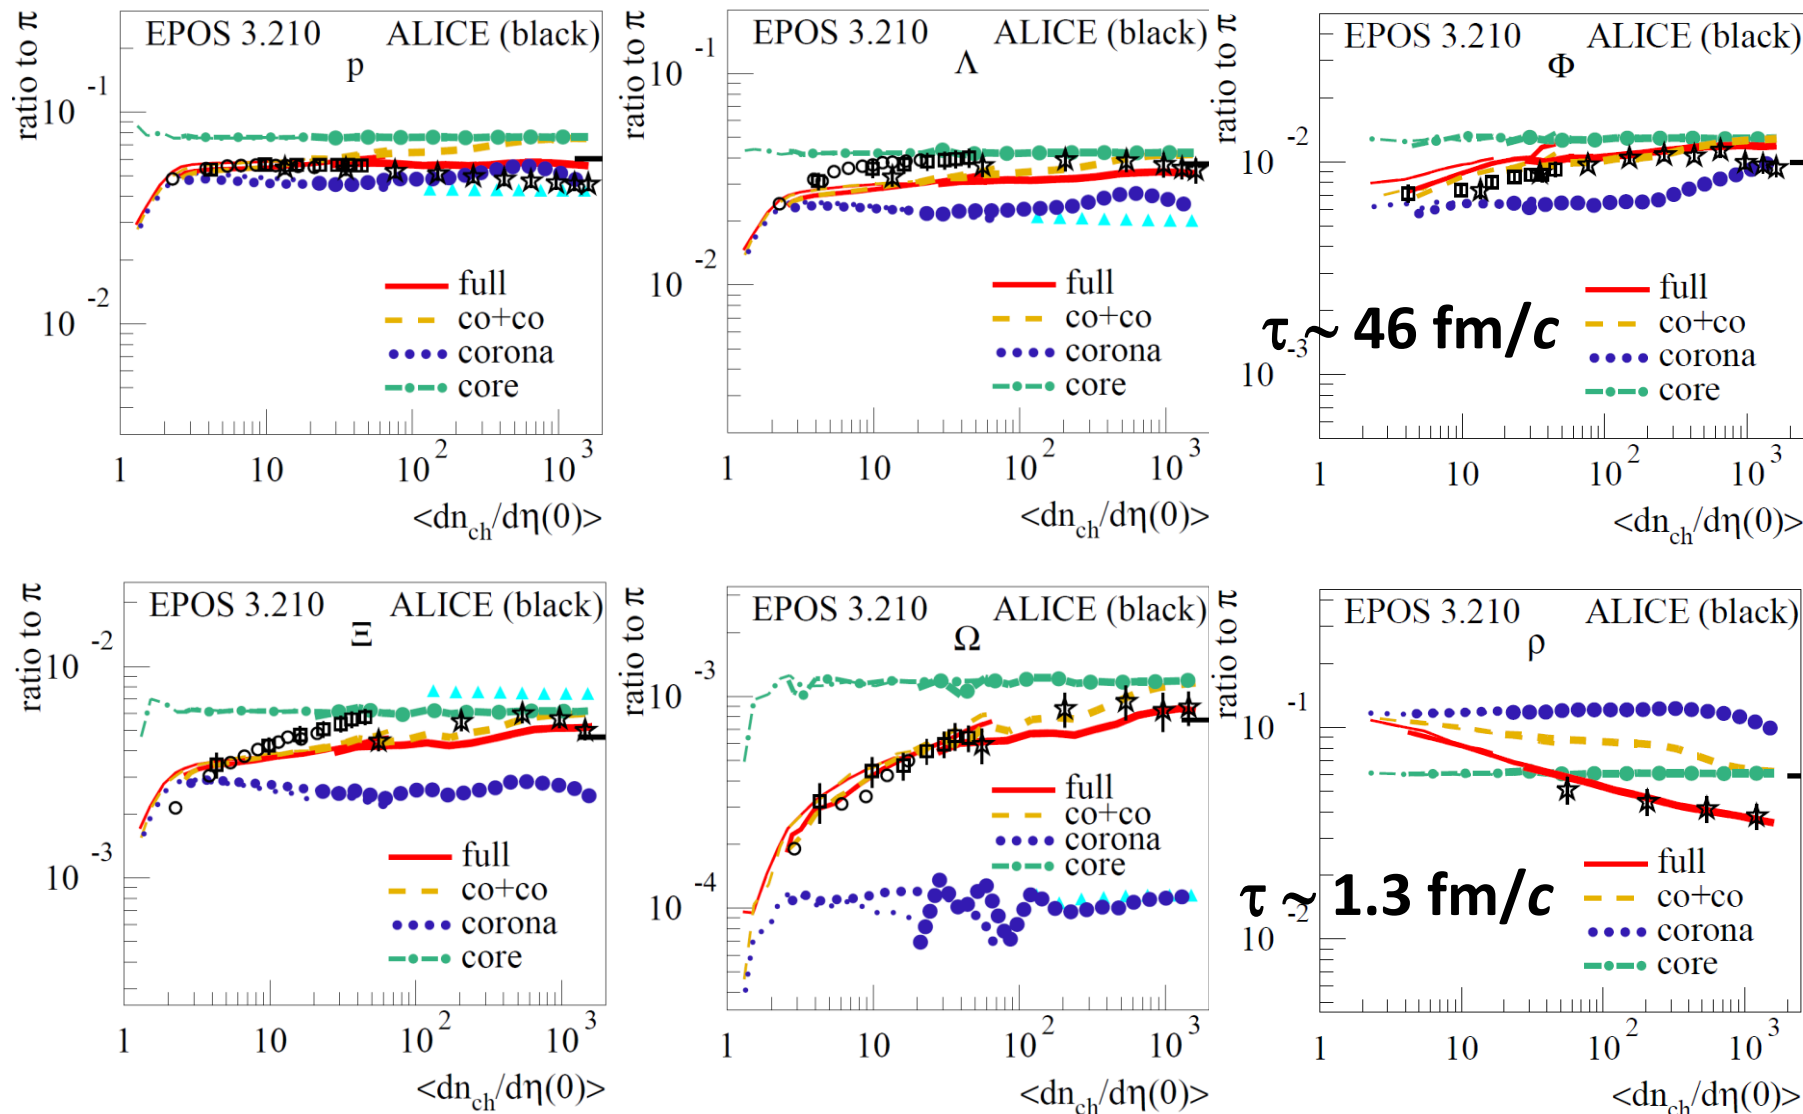 EPOS 3.210 ALICE (black)
p
ratio to π
10^-1
10^-2
full
co+co
corona
core
1 10 10^2 10^3
<dn_ch/dη(0)>
EPOS 3.210 ALICE (black)
Λ
ratio to π
10^-1
10^-2
full
co+co
corona
core
1 10 10^2 10^3
<dn_ch/dη(0)>
EPOS 3.210 ALICE (black)
Φ
ratio to π
10^-2
10^-3
τ ~ 46 fm/c
full
co+co
corona
core
1 10 10^2 10^3
<dn_ch/dη(0)>
EPOS 3.210 ALICE (black)
Ξ
ratio to π
10^-2
10^-3
full
co+co
corona
core
1 10 10^2 10^3
<dn_ch/dη(0)>
EPOS 3.210 ALICE (black)
Ω
ratio to π
10^-3
10^-4
full
co+co
corona
core
1 10 10^2 10^3
<dn_ch/dη(0)>
EPOS 3.210 ALICE (black)
ρ
ratio to π
10^-1
10^-2
τ ~ 1.3 fm/c
full
co+co
corona
core
1 10 10^2 10^3
<dn_ch/dη(0)>